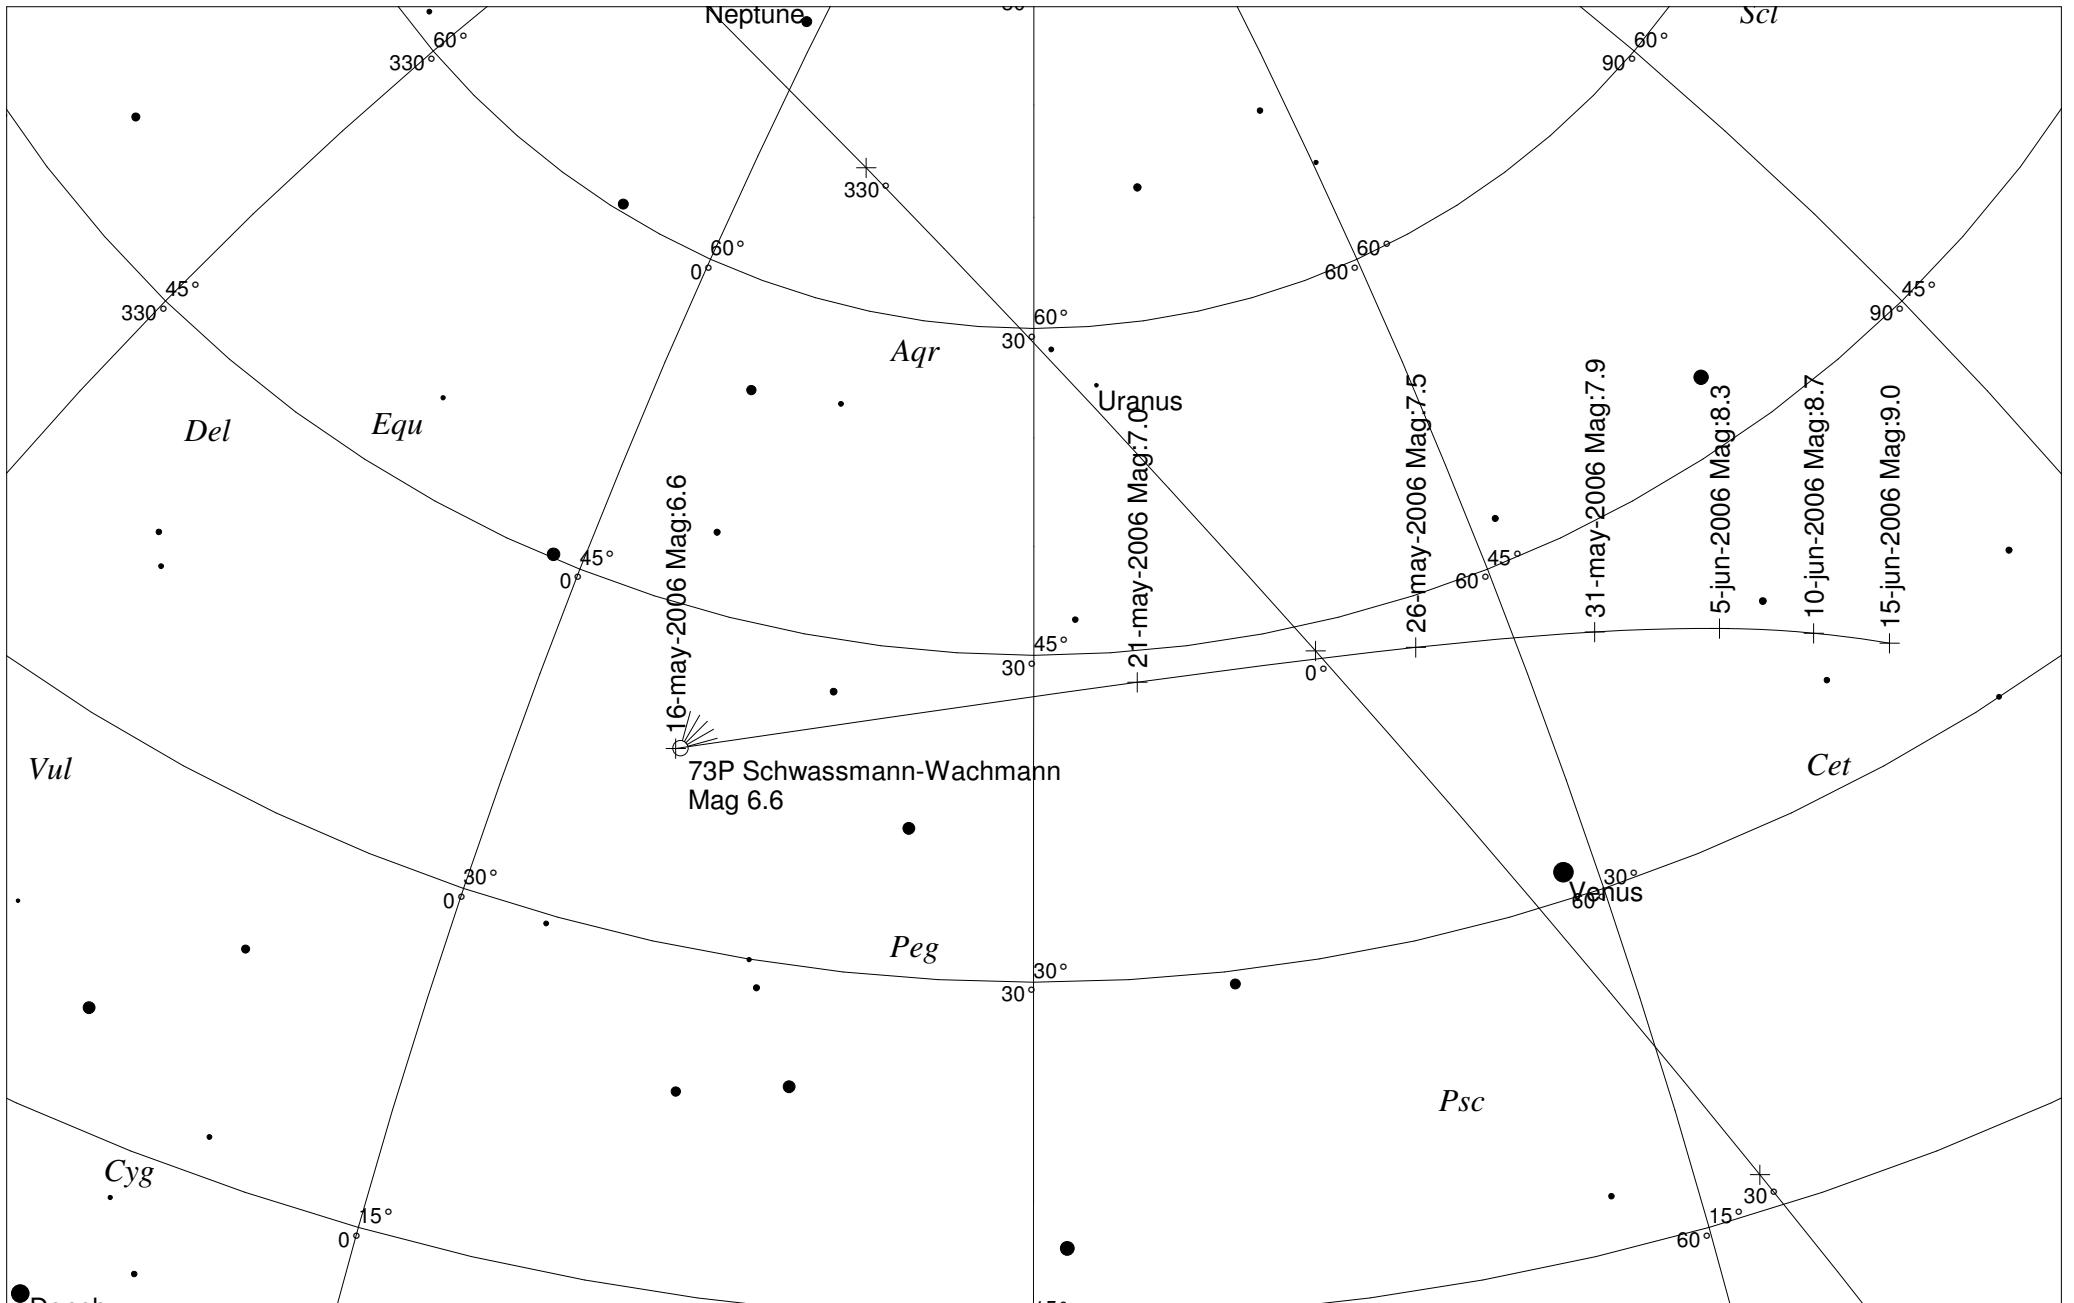 Neptune
30
Scl
60°
330°
60°
90°
330°
60°
0°
60°
60°
45°
330°
60°
30°
45°
90°
Aqr
Uranus
Del
Equ
16-may-2006 Mag:6.6
21-may-2006 Mag:7.0
26-may-2006 Mag:7.5
31-may-2006 Mag:7.9
5-jun-2006 Mag:8.3
10-jun-2006 Mag:8.7
15-jun-2006 Mag:9.0
45°
0°
45°
60°
45°
30°
0°
73P Schwassmann-Wachmann
Mag 6.6
Vul
Cet
30°
0°
30°
60°
Venus
Peg
30°
30°
Psc
Cyg
30°
15°
0°
15°
60°
15°